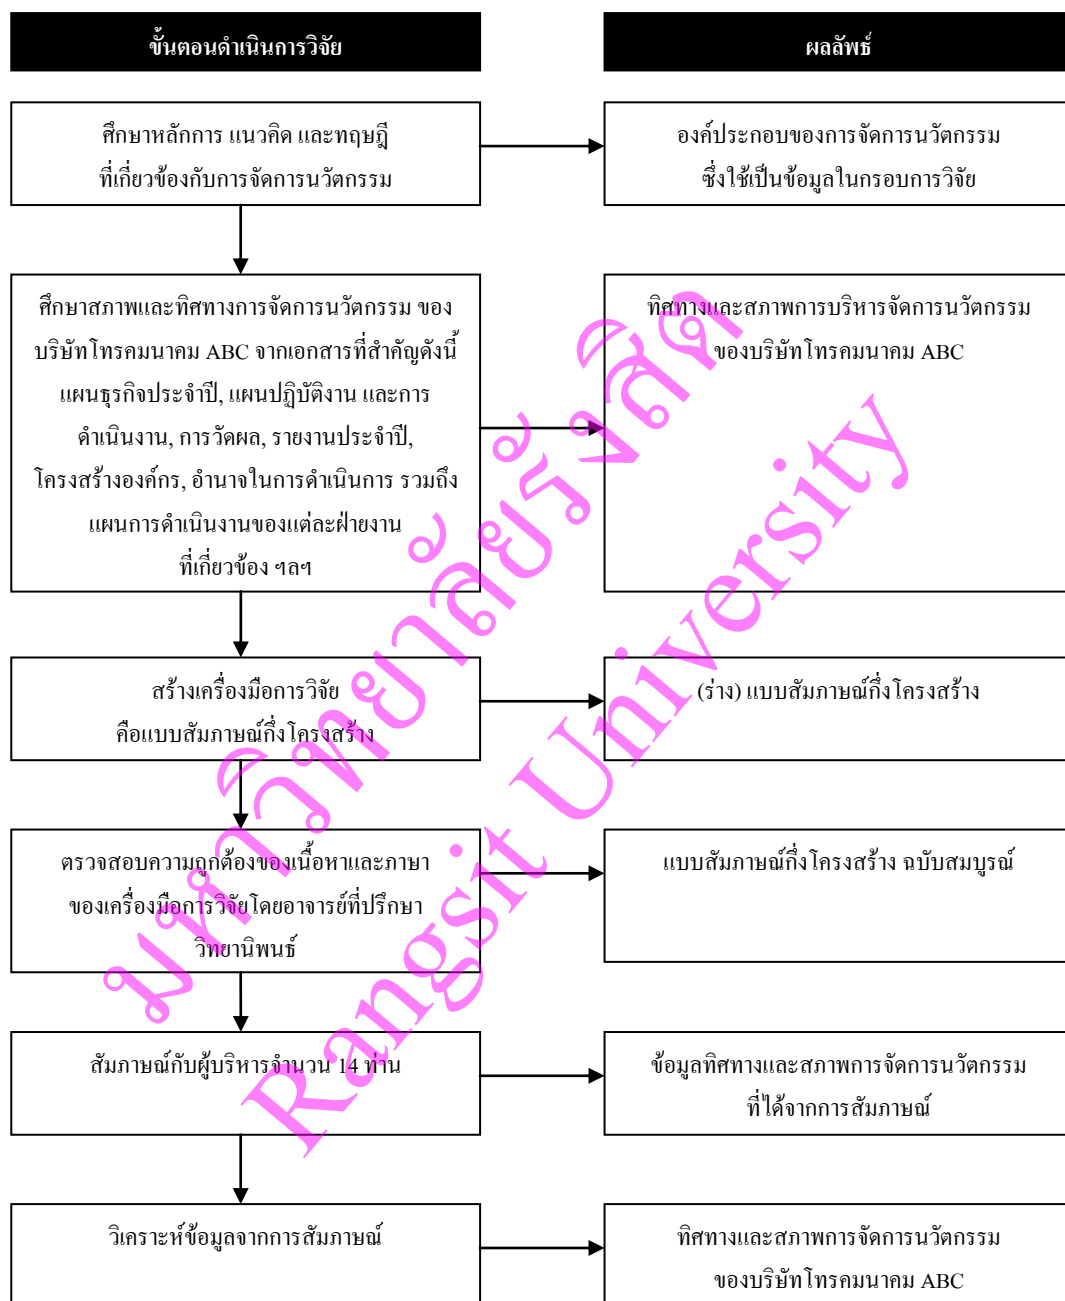 ขั้นตอนดำเนินการวิจัย
ผลลัพธ์
ศึกษาหลักการ แนวคิด และทฤษฎี
ที่เกี่ยวข้องกับการจัดการนวัตกรรม
องค์ประกอบของการจัดการนวัตกรรม
ซึ่งใช้เป็นข้อมูลในกรอบการวิจัย
ศึกษาสภาพและทิศทางการจัดการนวัตกรรม ของ
บริษัทโทรคมนาคม ABC จากเอกสารที่สำคัญดังนี้
แผนธุรกิจประจำปี, แผนปฏิบัติงาน และการ
ดำเนินงาน, การวัดผล, รายงานประจำปี,
โครงสร้างองค์กร, อำนาจในการดำเนินการ รวมถึง
แผนการดำเนินงานของแต่ละฝ่ายงาน
ที่เกี่ยวข้อง ฯลฯ
ทิศทางและสภาพการบริหารจัดการนวัตกรรม
ของบริษัทโทรคมนาคม ABC
สร้างเครื่องมือการวิจัย
คือแบบสัมภาษณ์กึ่งโครงสร้าง
(ร่าง) แบบสัมภาษณ์กึ่งโครงสร้าง
ตรวจสอบความถูกต้องของเนื้อหาและภาษา
ของเครื่องมือการวิจัยโดยอาจารย์ที่ปรึกษา
วิทยานิพนธ์
แบบสัมภาษณ์กึ่งโครงสร้าง ฉบับสมบูรณ์
สัมภาษณ์กับผู้บริหารจำนวน 14 ท่าน
ข้อมูลทิศทางและสภาพการจัดการนวัตกรรม
ที่ได้จากการสัมภาษณ์
วิเคราะห์ข้อมูลจากการสัมภาษณ์
ทิศทางและสภาพการจัดการนวัตกรรม
ของบริษัทโทรคมนาคม ABC
มหาวิทยาลัยรังสิต
Rangsit University